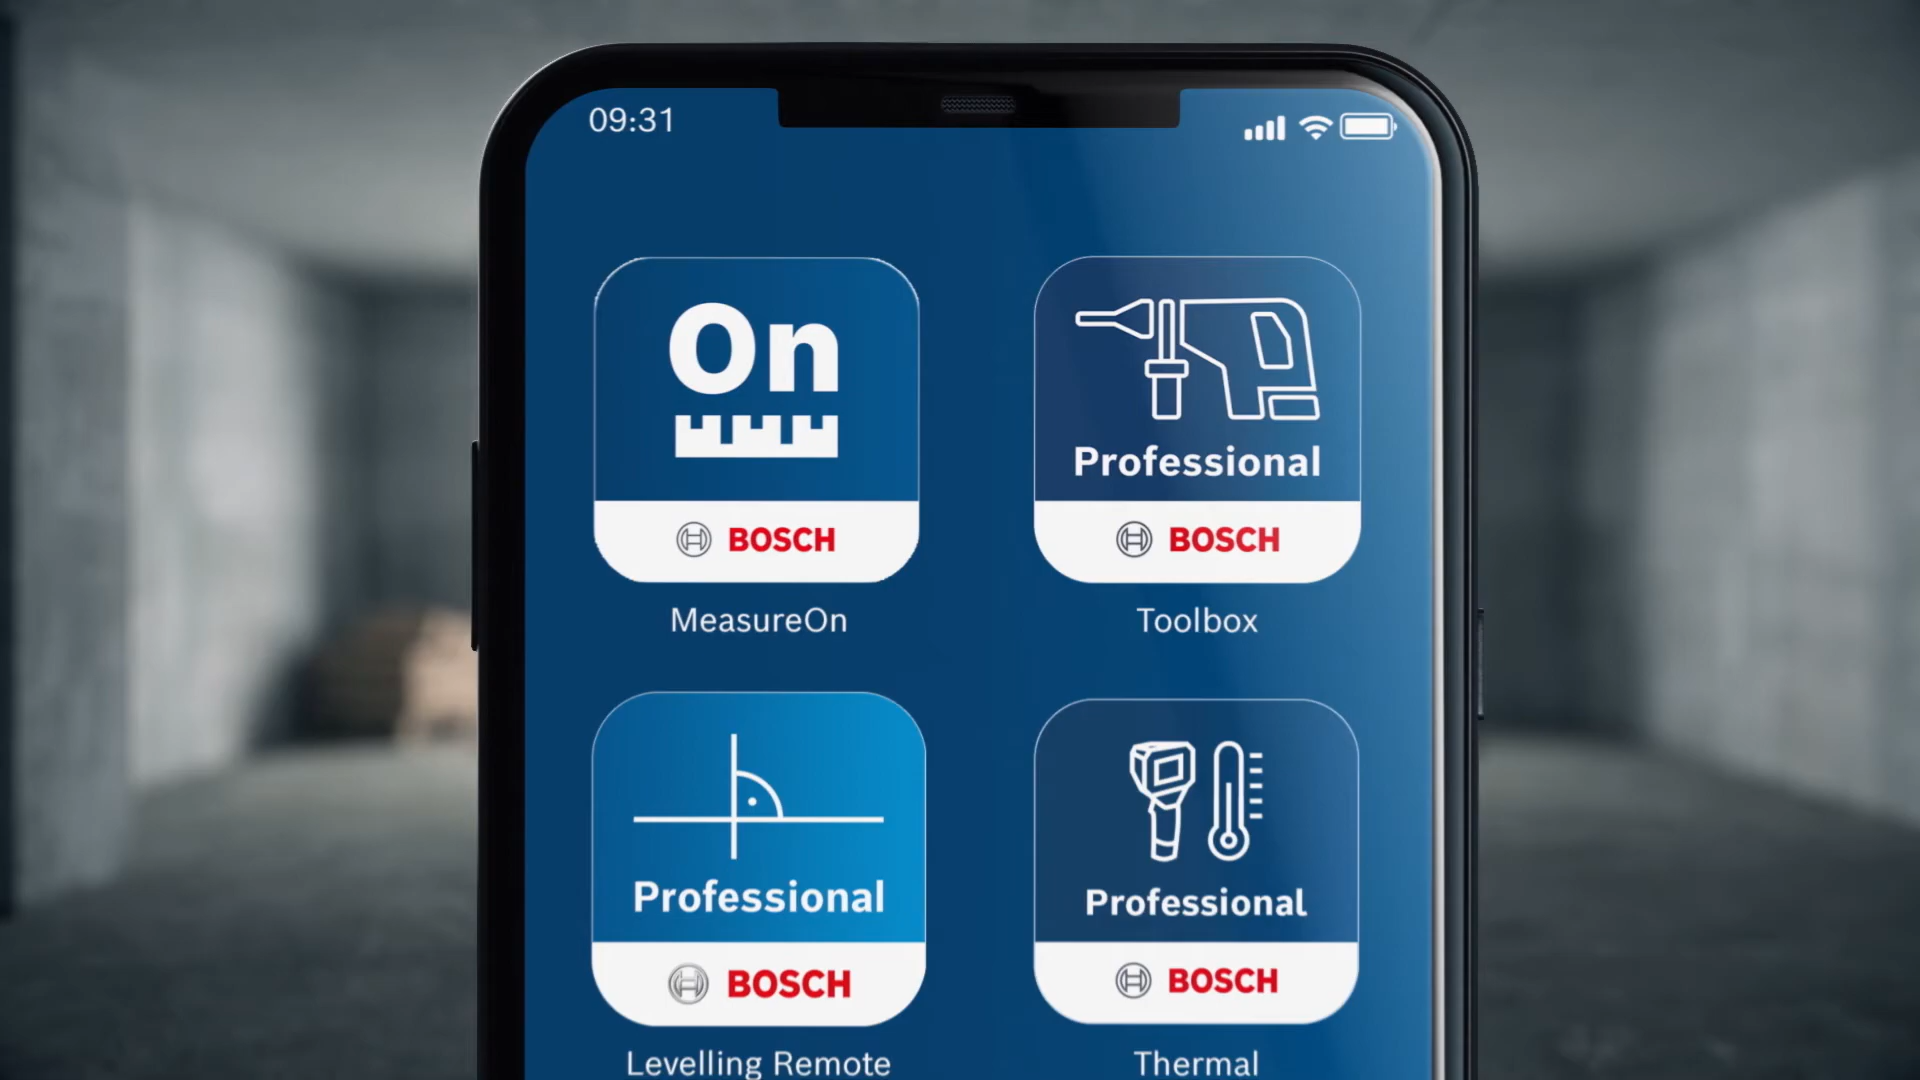 09:31
On
BOSCH
MeasureOn
Professional
BOSCH
Toolbox
Professional
BOSCH
Levelling Remote
Professional
BOSCH
Thermal